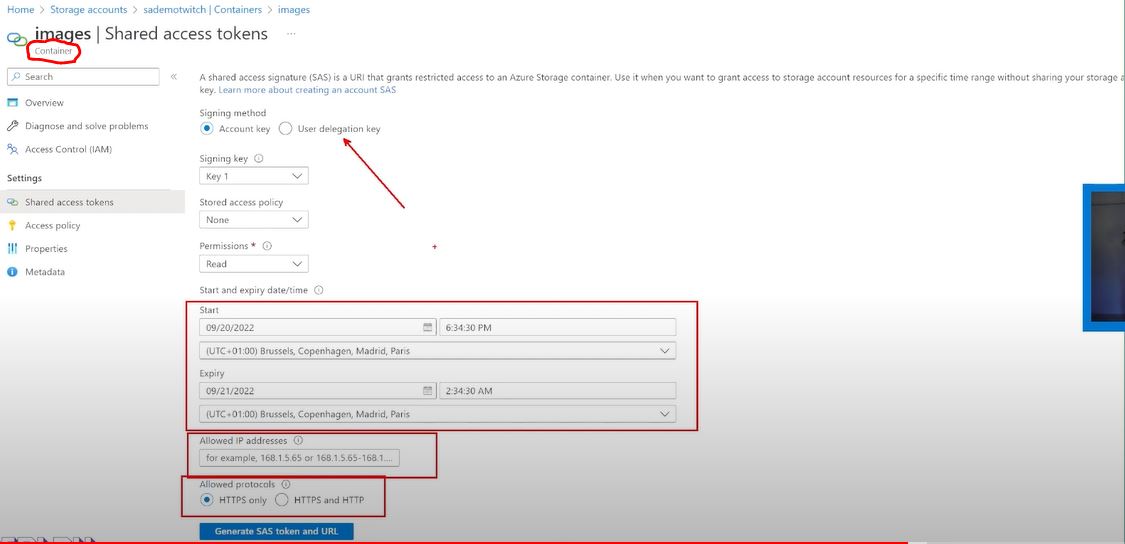 Home > Storage accounts > sademotwitch | Containers > images
images | Shared access tokens ...
Container
Search «
Overview
Diagnose and solve problems
Access Control (IAM)
Settings
Shared access tokens
Access policy
Properties
Metadata
A shared access signature (SAS) is a URI that grants restricted access to an Azure Storage container. Use it when you want to grant access to storage account resources for a specific time range without sharing your storage a
key. Learn more about creating an account SAS
Signing method
Account key User delegation key
Signing key
Key 1
Stored access policy
None
Permissions *
Read
Start and expiry date/time
Start
09/20/2022 6:34:30 PM
(UTC+01:00) Brussels, Copenhagen, Madrid, Paris
Expiry
09/21/2022 2:34:30 AM
(UTC+01:00) Brussels, Copenhagen, Madrid, Paris
Allowed IP addresses
for example, 168.1.5.65 or 168.1.5.65-168.1....
Allowed protocols
HTTPS only HTTPS and HTTP
Generate SAS token and URL